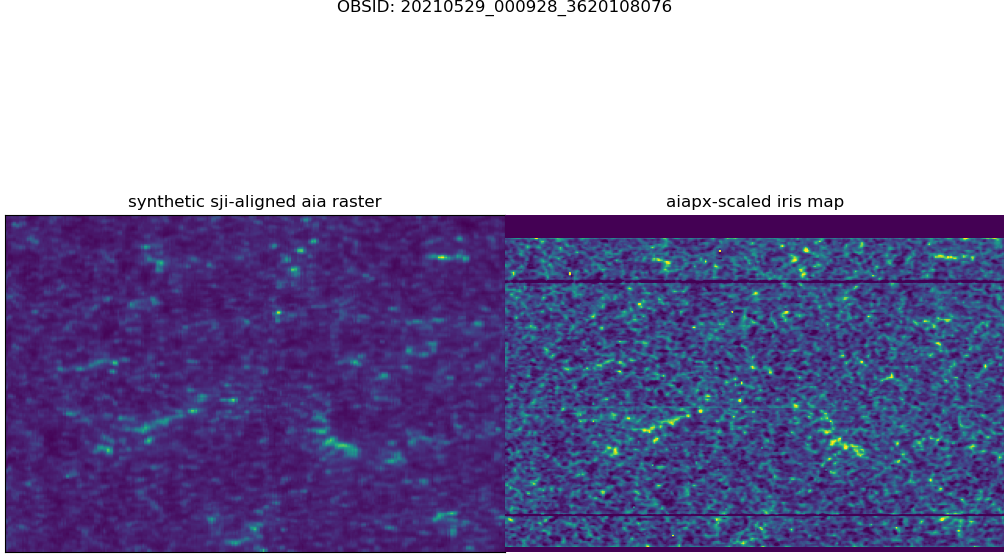 OBSID: 20210529_000928_3620108076
synthetic sji-aligned aia raster
aiapx-scaled iris map